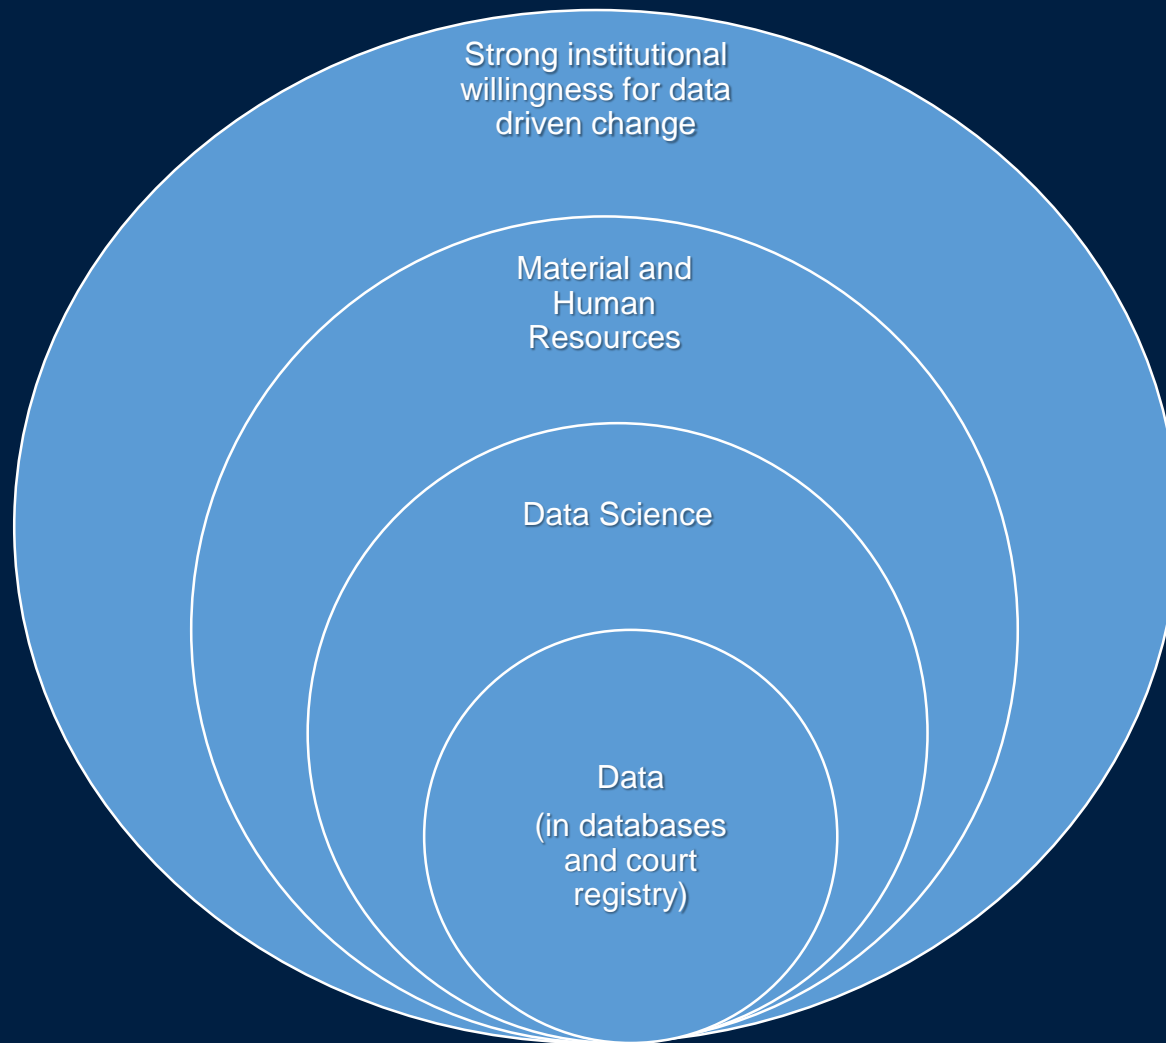 Strong institutional
willingness for data
driven change
Material and
Human
Resources
Data Science
Data
(in databases
and court
registry)